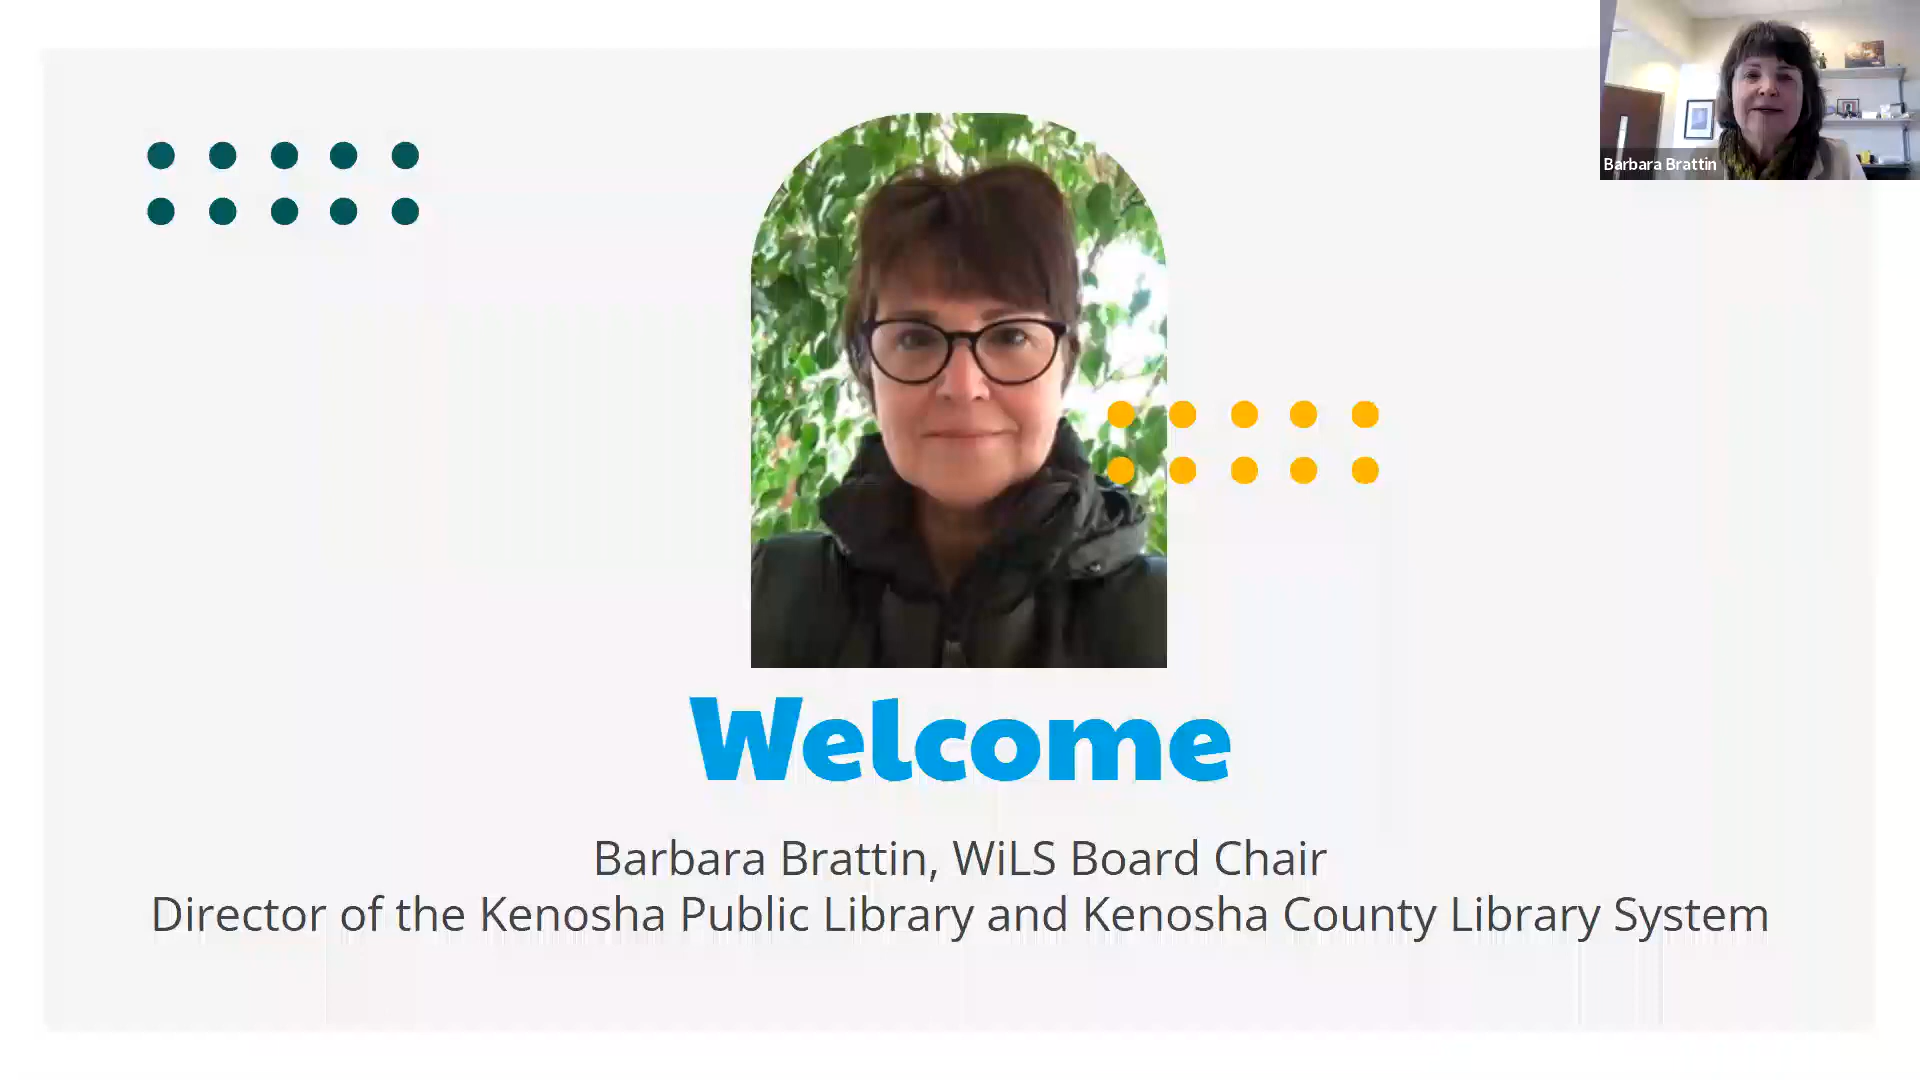 Barbara Brattin
Welcome
Barbara Brattin, WiLS Board Chair
Director of the Kenosha Public Library and Kenosha County Library System